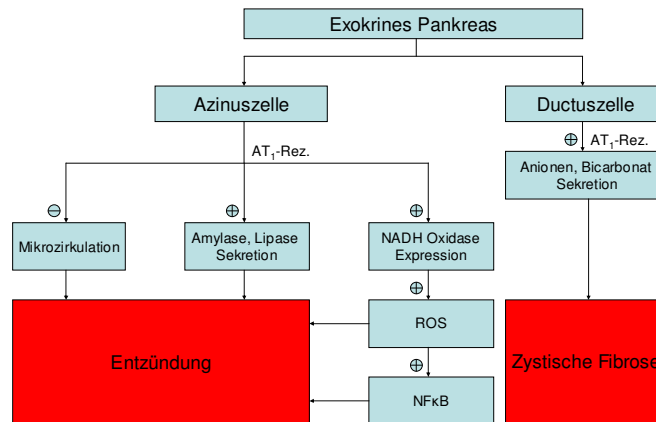 Exokrines Pankreas
Azinuszelle
Ductuszelle
AT₁-Rez.
⊕ AT₁-Rez.
Anionen, Bicarbonat
Sekretion
⊖
⊕
⊕
Mikrozirkulation
Amylase, Lipase
Sekretion
NADH Oxidase
Expression
⊕
ROS
Entzündung
Zystische Fibrose
⊕
NFκB